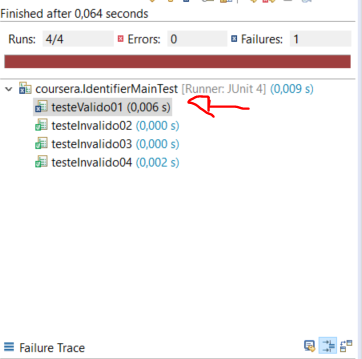 Finished after 0,064 seconds
Runs: 4/4 Errors: 0 Failures: 1
coursera.IdentifierMainTest [Runner: JUnit 4] (0,009 s)
testeValido01 (0,006 s)
testeInvalido02 (0,000 s)
testeInvalido03 (0,000 s)
testeInvalido04 (0,002 s)
Failure Trace